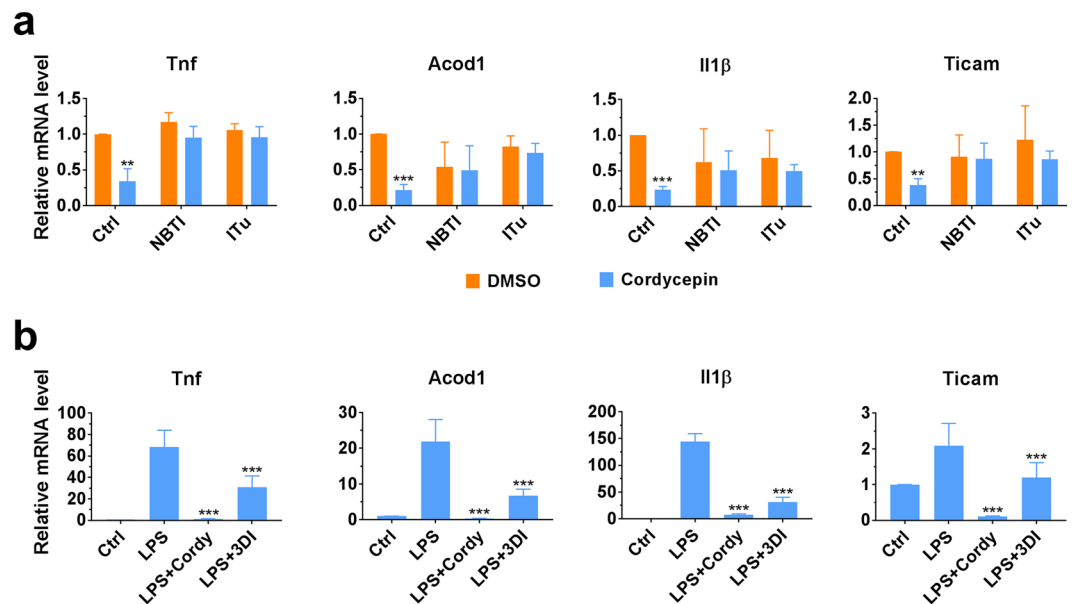 a
Tnf
Acod1
Il1β
Ticam
Relative mRNA level
1.5
1.0
0.5
0.0
Ctrl
NBTI
ITu
1.5
1.0
0.5
0.0
Ctrl
NBTI
ITu
1.5
1.0
0.5
0.0
Ctrl
NBTI
ITu
2.0
1.5
1.0
0.5
0.0
Ctrl
NBTI
ITu
**
***
***
**
DMSO
Cordycepin
b
Tnf
Acod1
Il1β
Ticam
Relative mRNA level
100
80
60
40
20
0
***
***
Ctrl
LPS
LPS+Cordy
LPS+3DI
30
20
10
0
***
***
Ctrl
LPS
LPS+Cordy
LPS+3DI
200
150
100
50
0
***
***
Ctrl
LPS
LPS+Cordy
LPS+3DI
3
2
1
0
***
***
Ctrl
LPS
LPS+Cordy
LPS+3DI